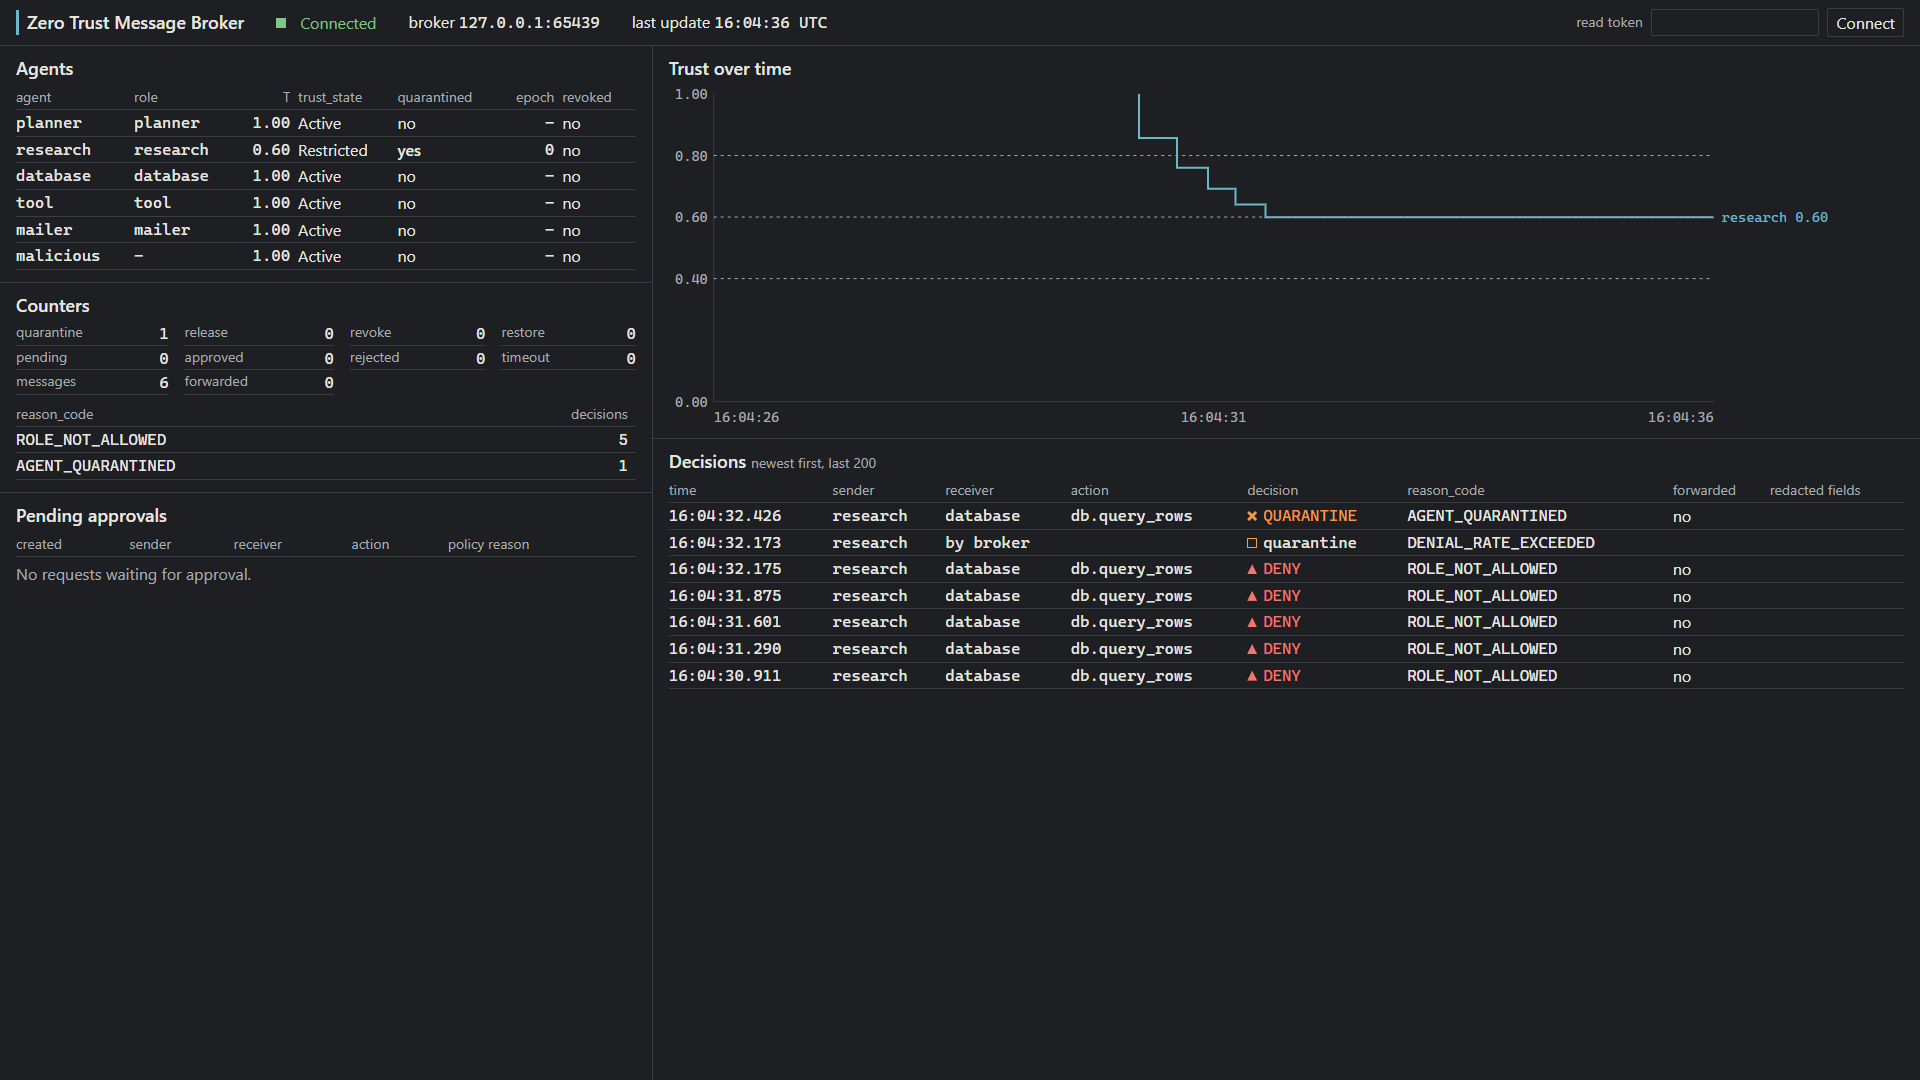 Zero Trust Message Broker ■ Connected broker 127.0.0.1:65439 last update 16:04:36 UTC read token Connect
Agents
agent role T trust_state quarantined epoch revoked
planner planner 1.00 Active no – no
research research 0.60 Restricted yes 0 no
database database 1.00 Active no – no
tool tool 1.00 Active no – no
mailer mailer 1.00 Active no – no
malicious – 1.00 Active no – no
Counters
quarantine 1 release 0 revoke 0 restore 0
pending 0 approved 0 rejected 0 timeout 0
messages 6 forwarded 0
reason_code decisions
ROLE_NOT_ALLOWED 5
AGENT_QUARANTINED 1
Pending approvals
created sender receiver action policy reason
No requests waiting for approval.
Trust over time
1.00
0.80
0.60 research 0.60
0.40
0.00
16:04:26 16:04:31 16:04:36
Decisions newest first, last 200
time sender receiver action decision reason_code forwarded redacted fields
16:04:32.426 research database db.query_rows ✖ QUARANTINE AGENT_QUARANTINED no
16:04:32.173 research by broker □ quarantine DENIAL_RATE_EXCEEDED
16:04:32.175 research database db.query_rows ▲ DENY ROLE_NOT_ALLOWED no
16:04:31.875 research database db.query_rows ▲ DENY ROLE_NOT_ALLOWED no
16:04:31.601 research database db.query_rows ▲ DENY ROLE_NOT_ALLOWED no
16:04:31.290 research database db.query_rows ▲ DENY ROLE_NOT_ALLOWED no
16:04:30.911 research database db.query_rows ▲ DENY ROLE_NOT_ALLOWED no